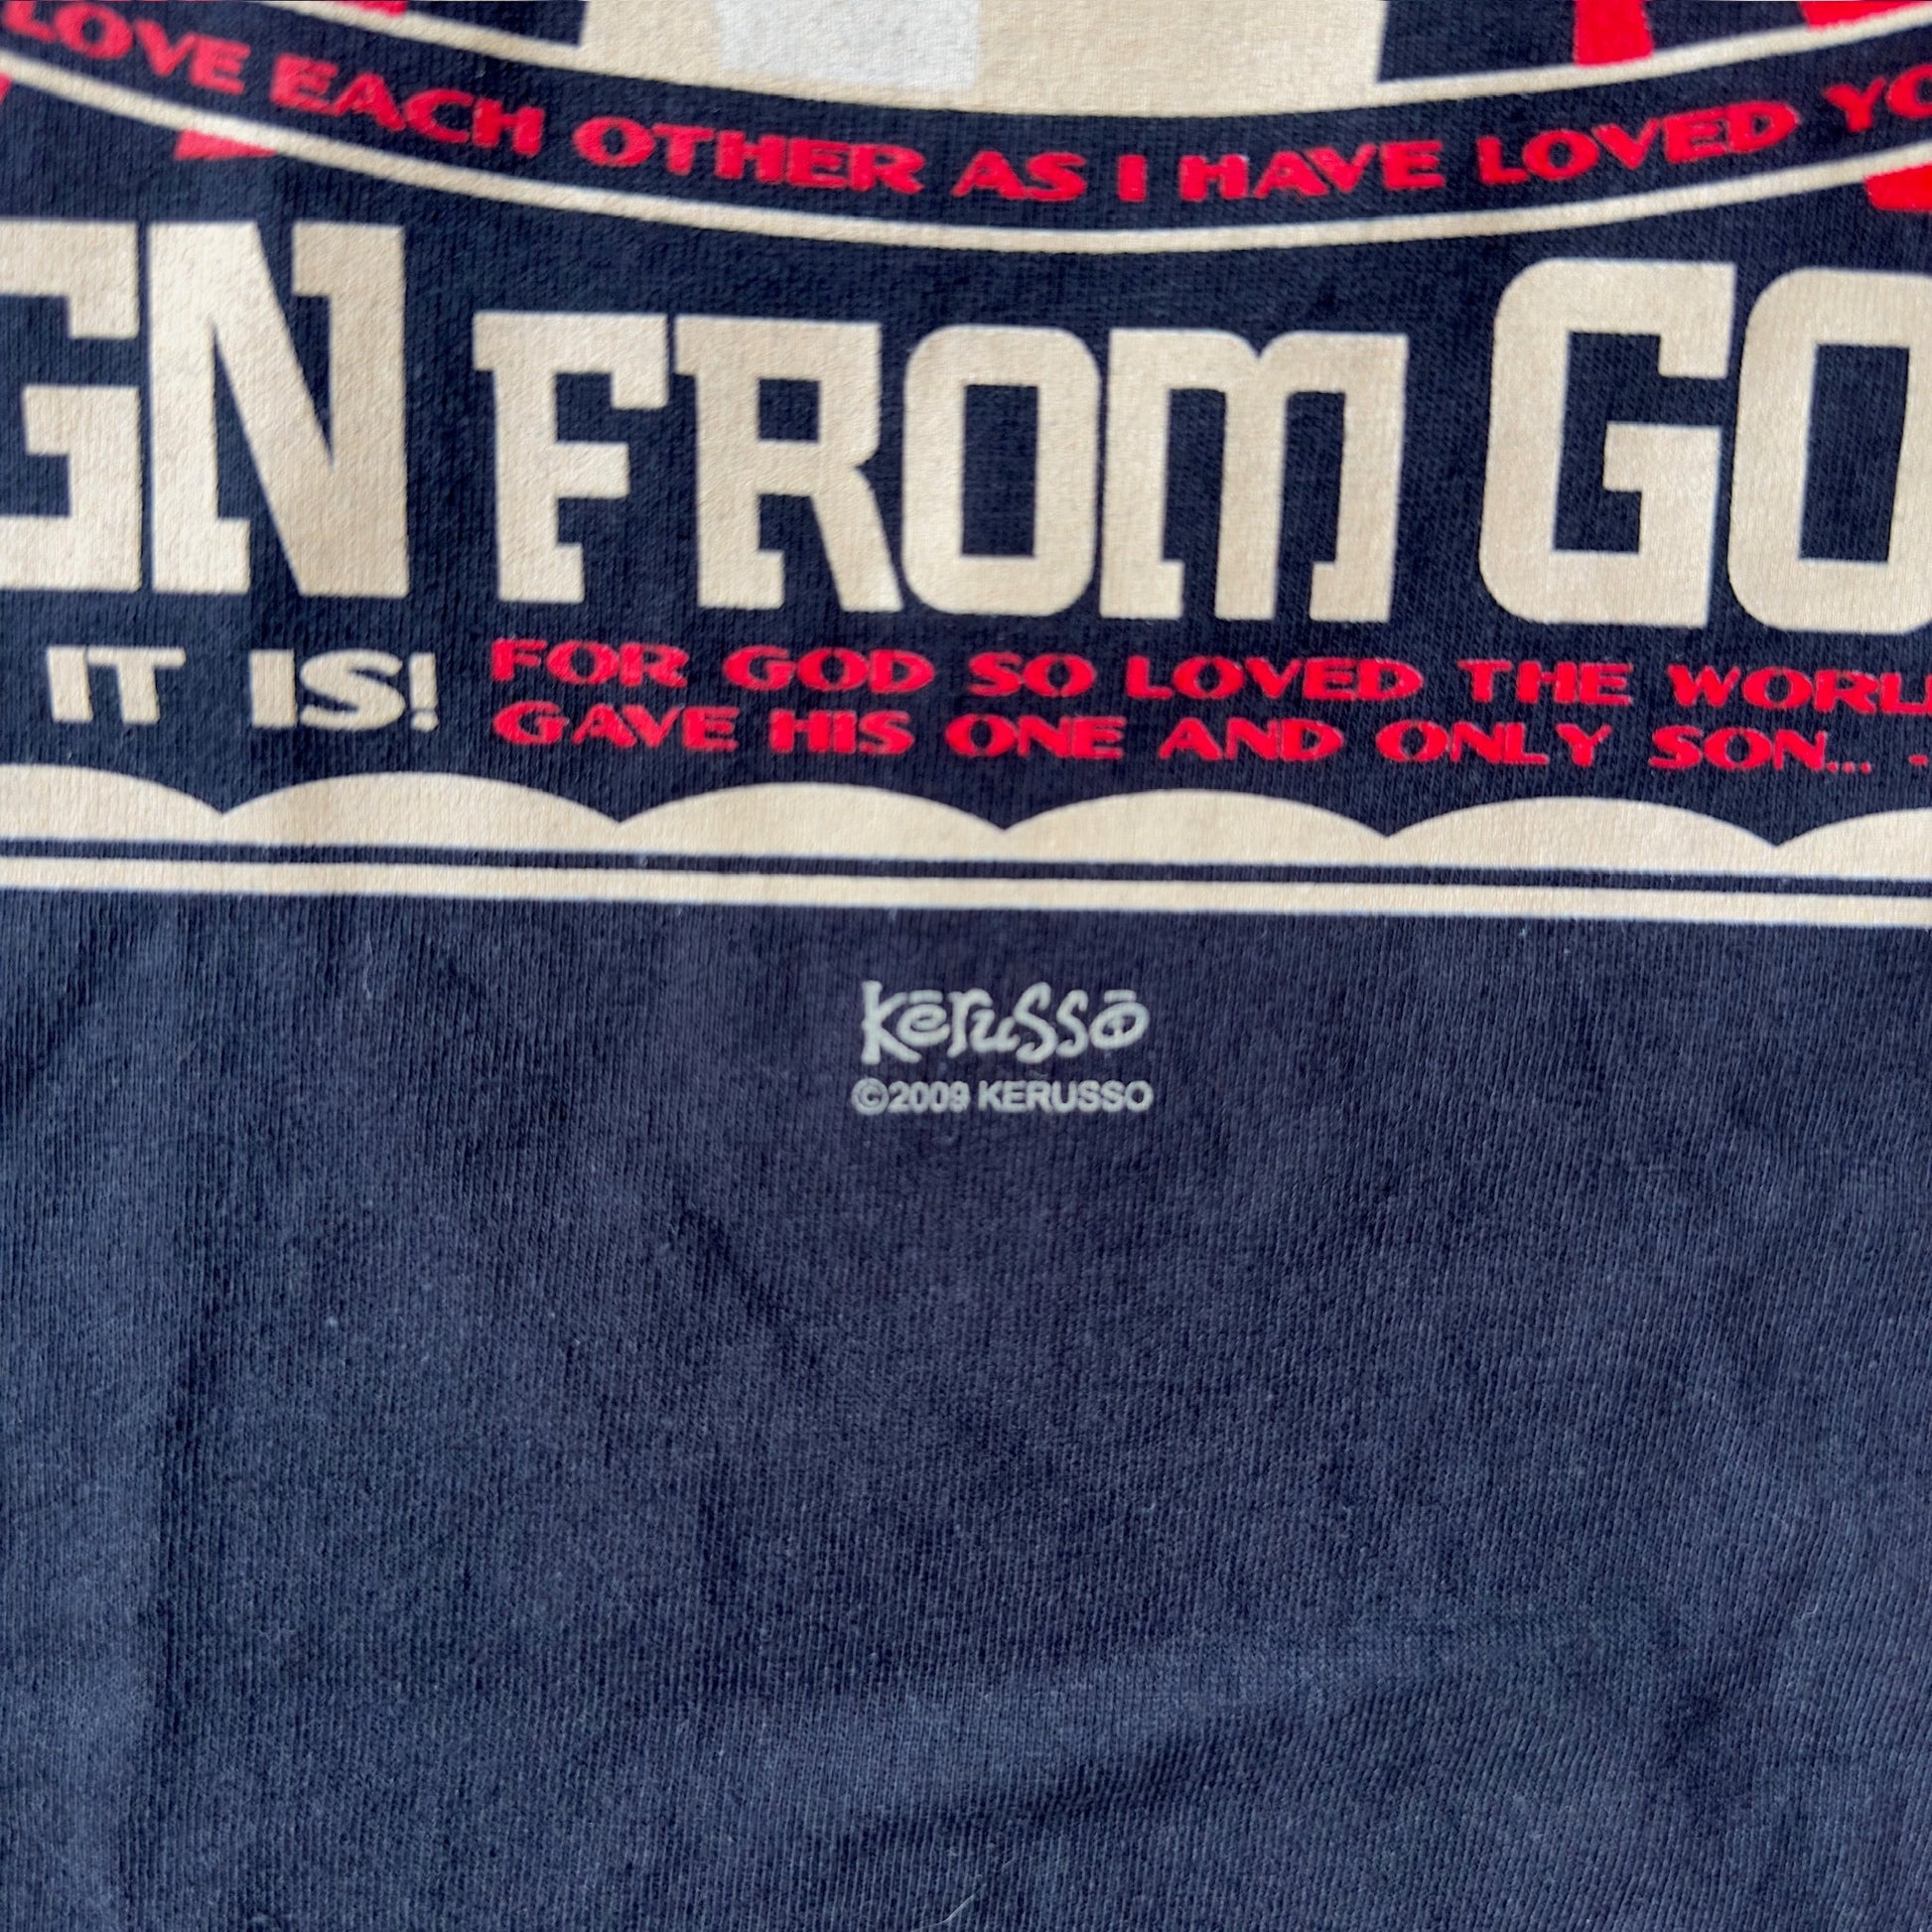 LOVE EACH OTHER AS I HAVE LOVED YO
GN FROM GO
IT IS! FOR GOD SO LOVED THE WORL
GAVE HIS ONE AND ONLY SON... -
kērussō
©2009 KERUSSO